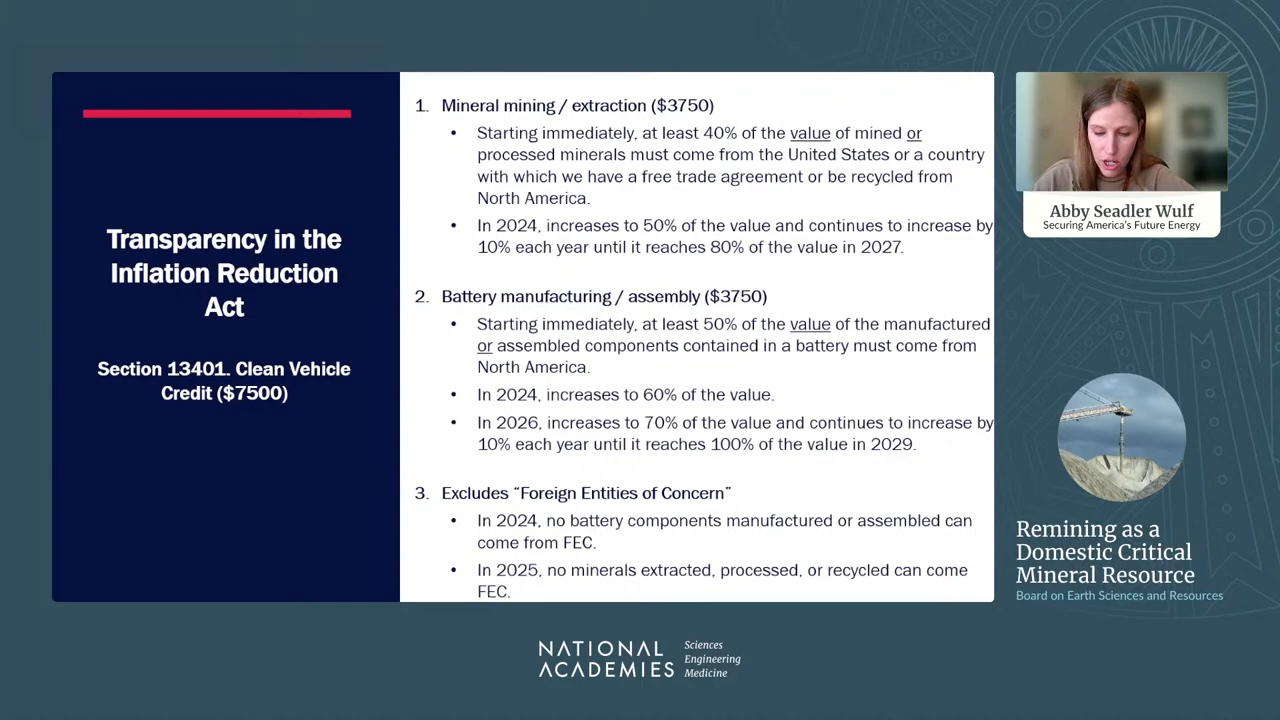 Transparency in the
Inflation Reduction
Act
Section 13401. Clean Vehicle
Credit ($7500)
1. Mineral mining / extraction ($3750)
• Starting immediately, at least 40% of the value of mined or
processed minerals must come from the United States or a country
with which we have a free trade agreement or be recycled from
North America.
• In 2024, increases to 50% of the value and continues to increase by
10% each year until it reaches 80% of the value in 2027.
2. Battery manufacturing / assembly ($3750)
• Starting immediately, at least 50% of the value of the manufactured
or assembled components contained in a battery must come from
North America.
• In 2024, increases to 60% of the value.
• In 2026, increases to 70% of the value and continues to increase by
10% each year until it reaches 100% of the value in 2029.
3. Excludes “Foreign Entities of Concern”
• In 2024, no battery components manufactured or assembled can
come from FEC.
• In 2025, no minerals extracted, processed, or recycled can come
FEC.
Abby Seadler Wulf
Securing America's Future Energy
Remining as a
Domestic Critical
Mineral Resource
Board on Earth Sciences and Resources
NATIONAL
ACADEMIES
Sciences
Engineering
Medicine